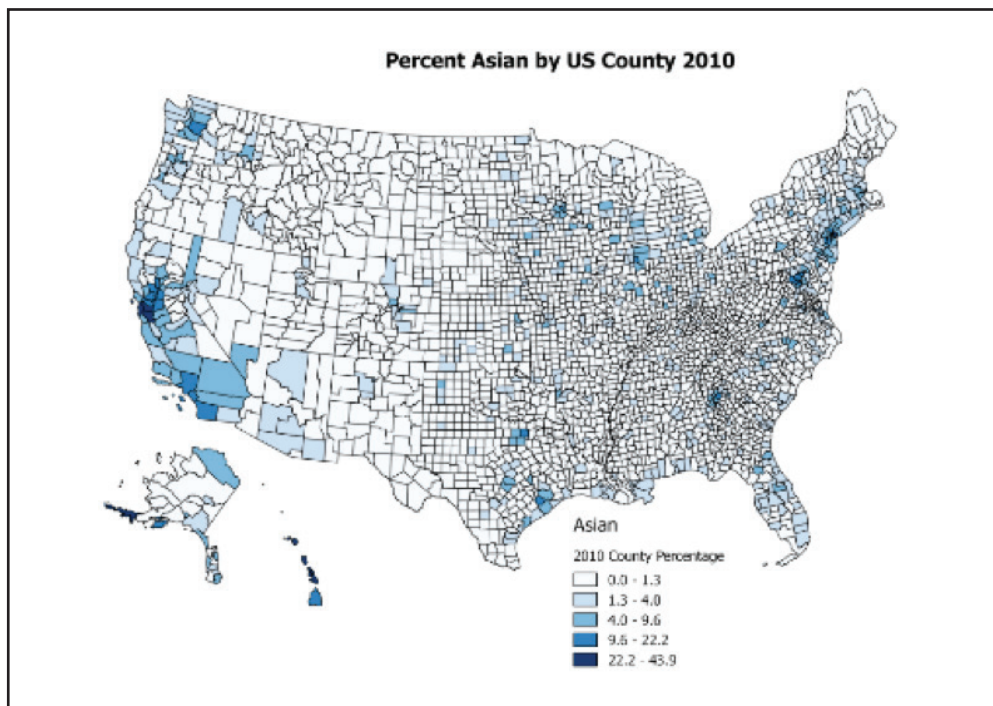 Percent Asian by US County 2010
Asian
2010 County Percentage
0.0 - 1.3
1.3 - 4.0
4.0 - 9.6
9.6 - 22.2
22.2 - 43.9